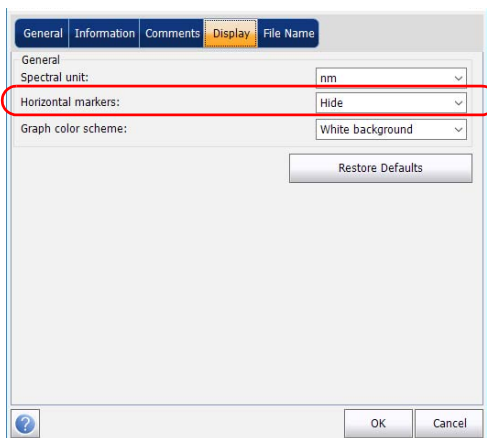 General Information Comments Display File Name
General
Spectral unit: nm
Horizontal markers: Hide
Graph color scheme: White background
Restore Defaults
? OK Cancel